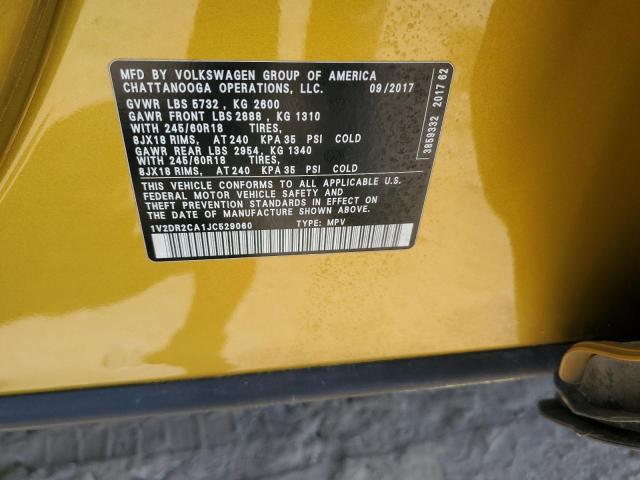 MFD BY VOLKSWAGEN GROUP OF AMERICA
CHATTANOOGA OPERATIONS, LLC. 09/2017
GVWR LBS 5732 , KG 2600
GAWR FRONT LBS 2888 , KG 1310
WITH 245/60R18 TIRES,
8JX18 RIMS, AT 240 KPA 35 PSI COLD
GAWR REAR LBS 2954, KG 1340
WITH 245/60R18 TIRES,
8JX18 RIMS, AT 240 KPA 35 PSI COLD
THIS VEHICLE CONFORMS TO ALL APPLICABLE U.S.
FEDERAL MOTOR VEHICLE SAFETY AND
THEFT PREVENTION STANDARDS IN EFFECT ON THE
DATE OF MANUFACTURE SHOWN ABOVE.
1V2DR2CA1JC529060 TYPE: MPV
3859332 2017 62